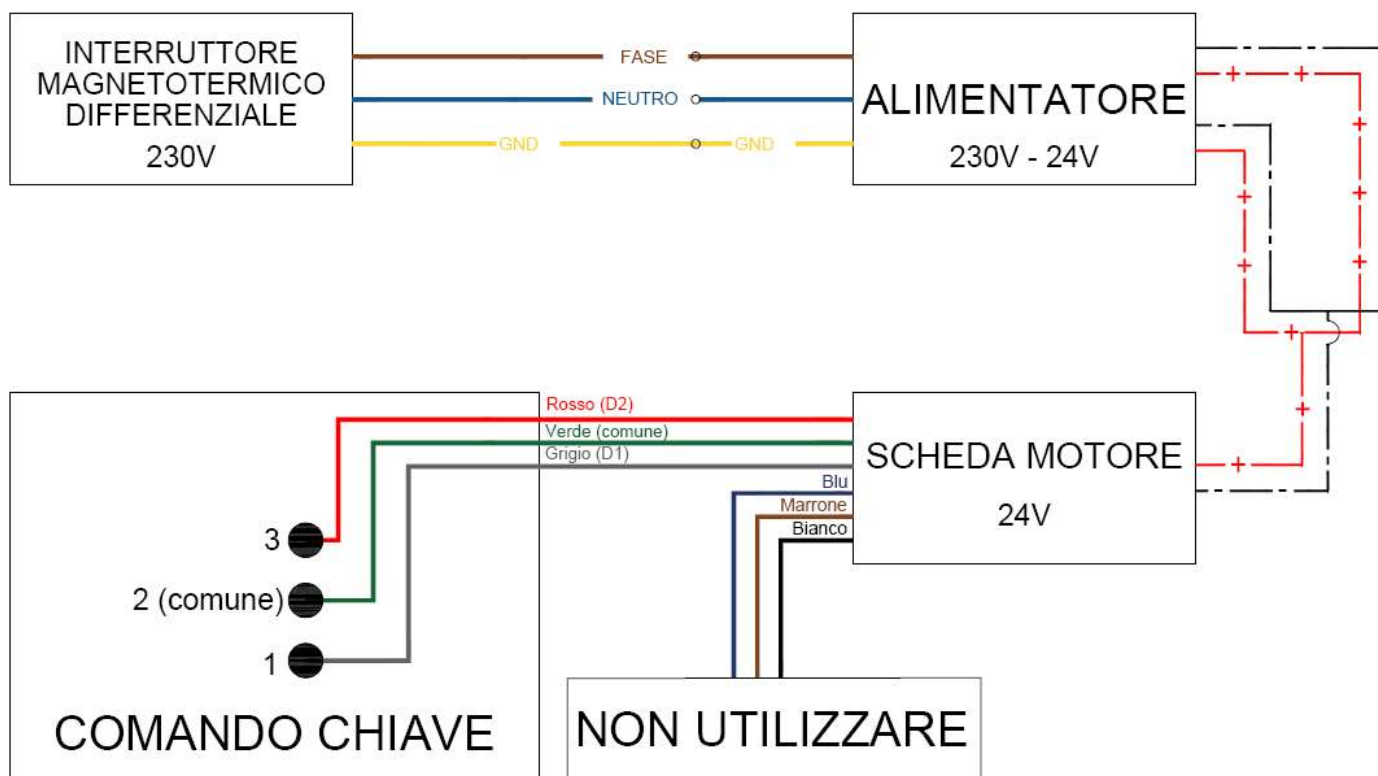 INTERRUTTORE
MAGNETOTERMICO
DIFFERENZIALE
230V
FASE
NEUTRO
GND
GND
ALIMENTATORE
230V - 24V
Rosso (D2)
Verde (comune)
Grigio (D1)
Blu
Marrone
Bianco
SCHEDA MOTORE
24V
3
2 (comune)
1
COMANDO CHIAVE
NON UTILIZZARE